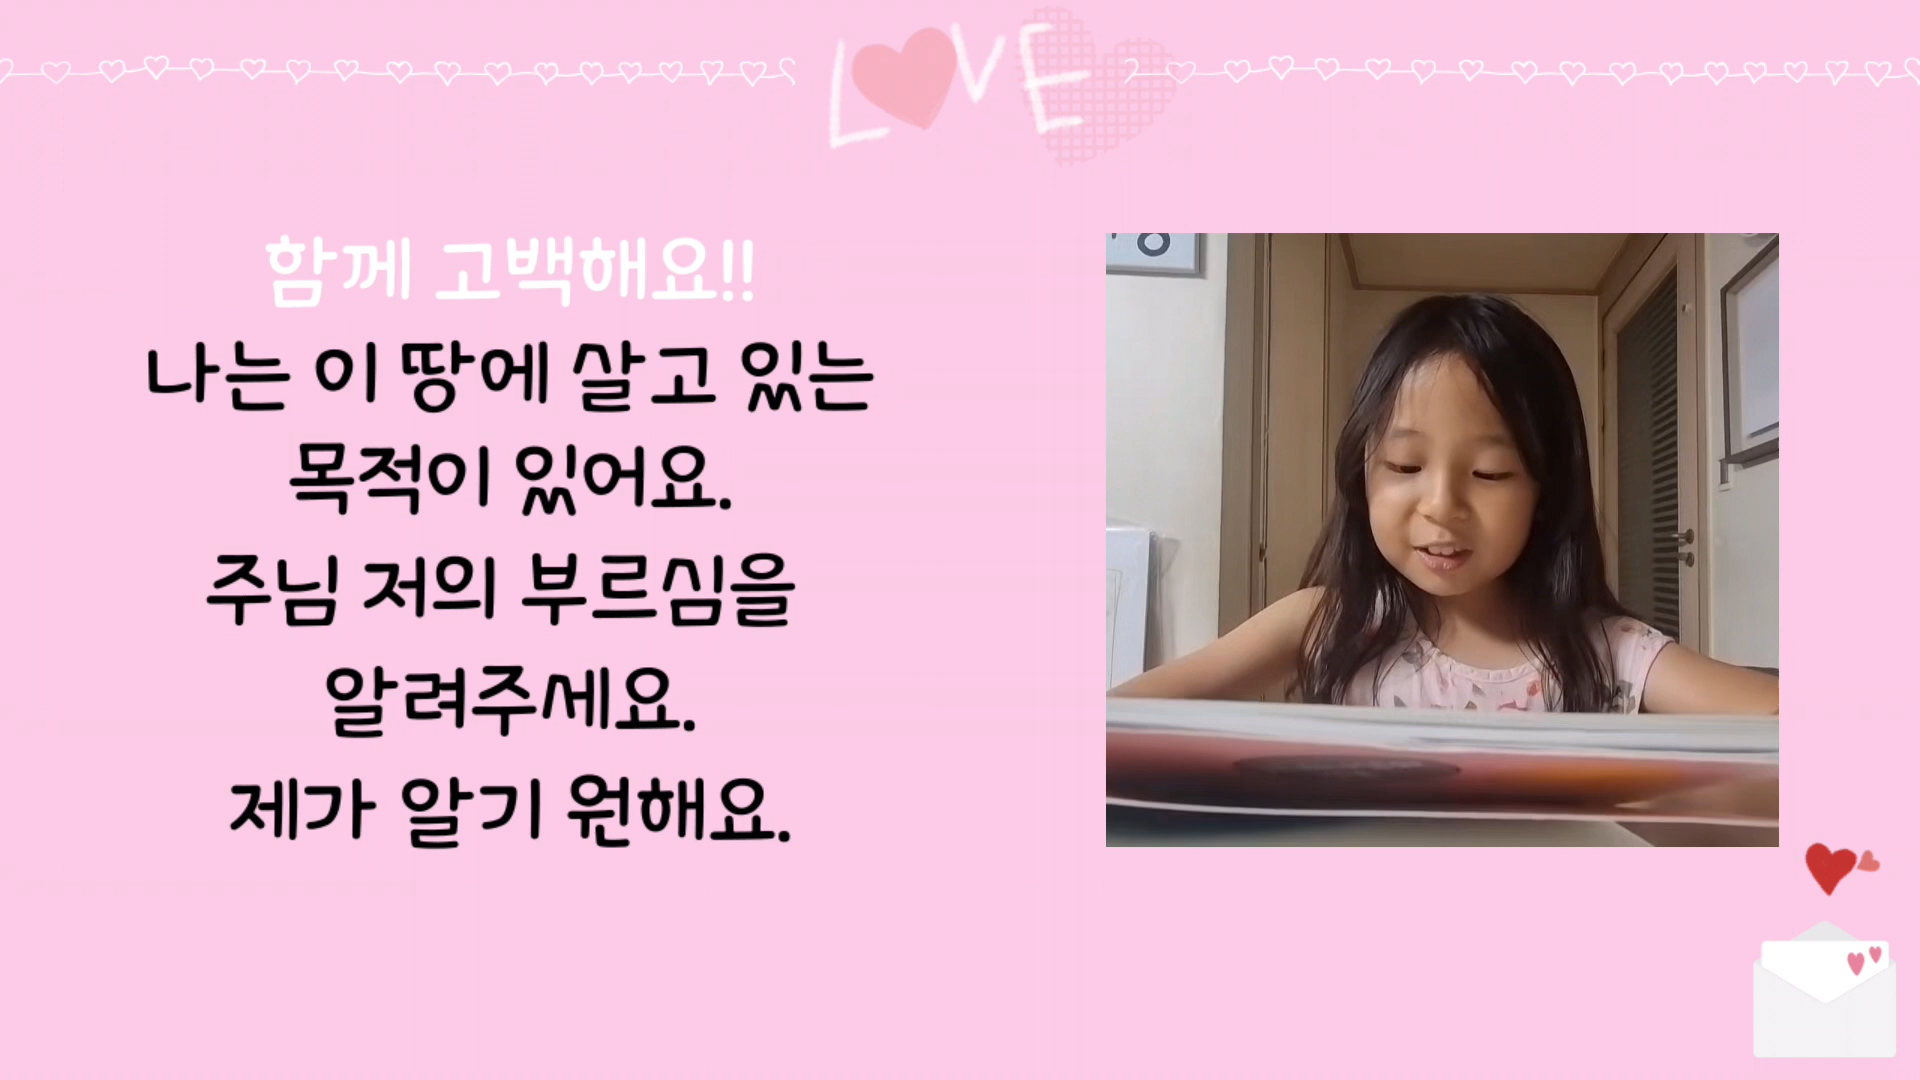 LOVE
함께 고백해요!!
나는 이 땅에 살고 있는
목적이 있어요.
주님 저의 부르심을
알려주세요.
제가 알기 원해요.